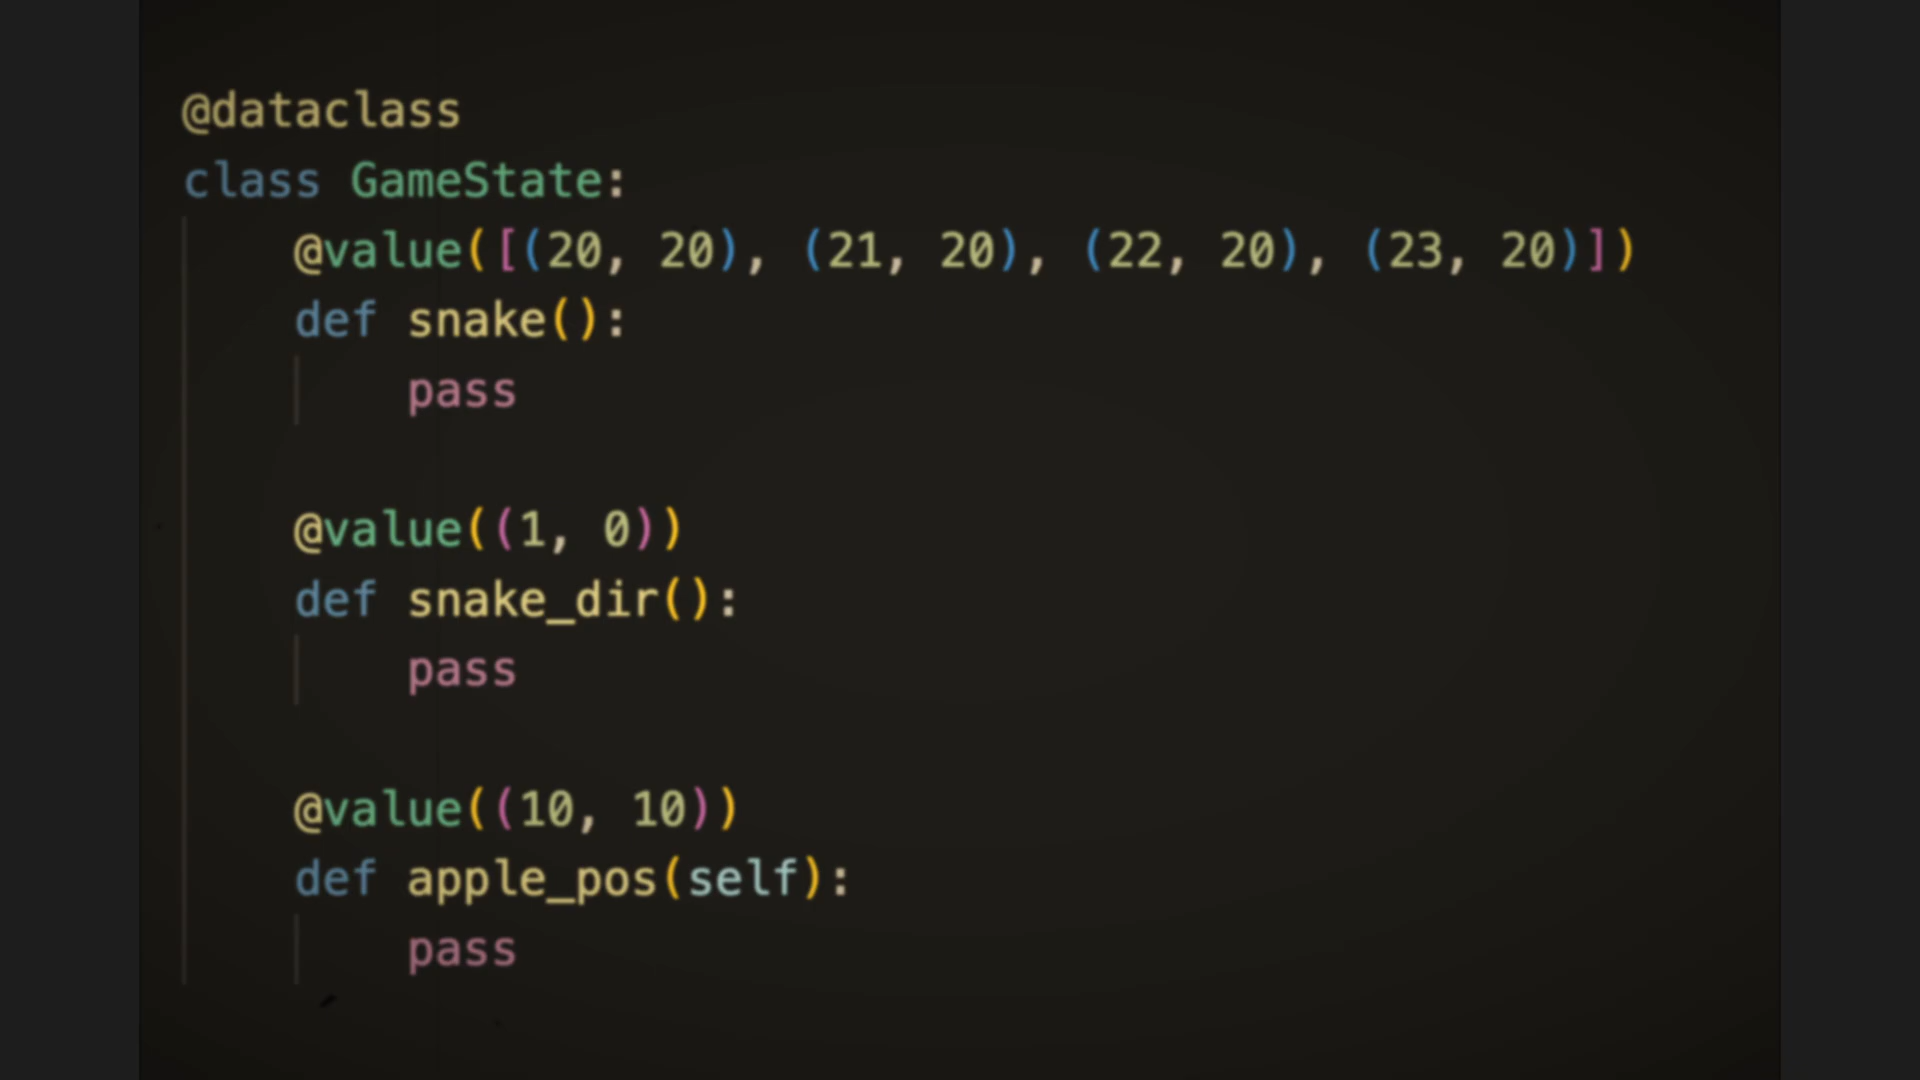 @dataclass
class GameState:
    @value([(20, 20), (21, 20), (22, 20), (23, 20)])
    def snake():
        pass

    @value((1, 0))
    def snake_dir():
        pass

    @value((10, 10))
    def apple_pos(self):
        pass